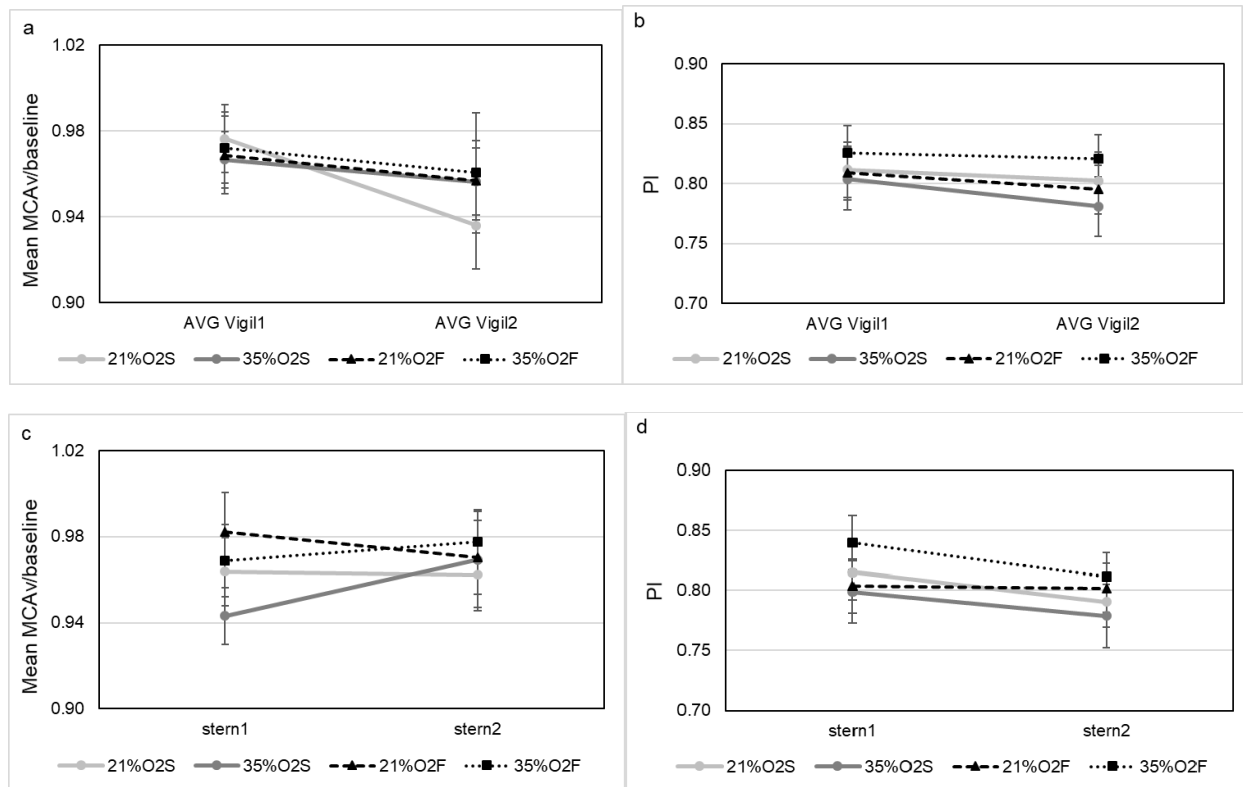 a
1.02
0.98
0.94
0.90
Mean MCAv/baseline
AVG Vigil1 AVG Vigil2
21%O2S 35%O2S 21%O2F 35%O2F
b
0.90
0.85
0.80
0.75
0.70
PI
AVG Vigil1 AVG Vigil2
21%O2S 35%O2S 21%O2F 35%O2F
c
1.02
0.98
0.94
0.90
Mean MCAv/baseline
stern1 stern2
21%O2S 35%O2S 21%O2F 35%O2F
d
0.90
0.85
0.80
0.75
0.70
PI
stern1 stern2
21%O2S 35%O2S 21%O2F 35%O2F